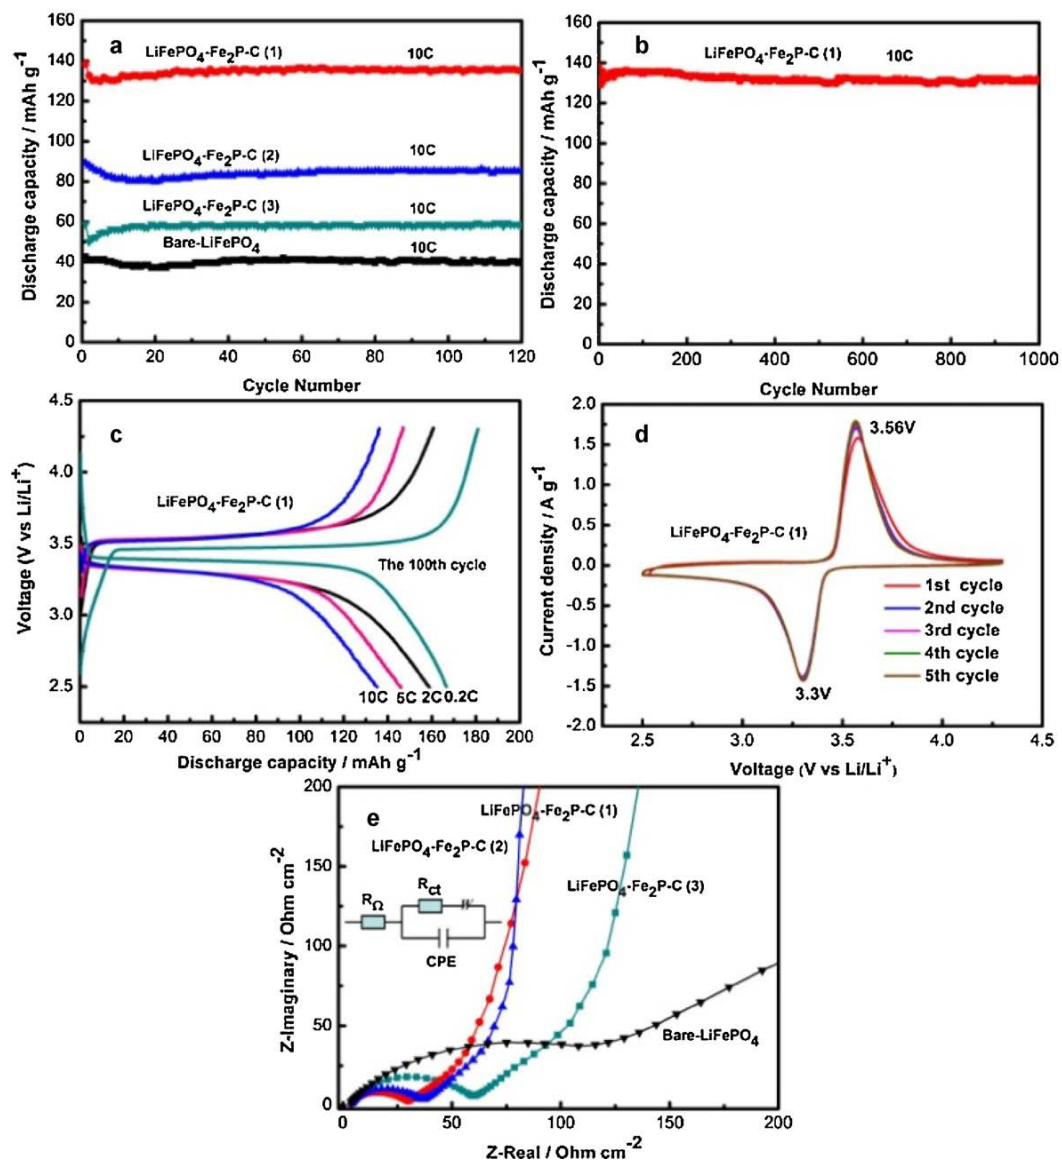 a
LiFePO4-Fe2P-C (1) 10C
LiFePO4-Fe2P-C (2) 10C
LiFePO4-Fe2P-C (3) 10C
Bare-LiFePO4 10C
Discharge capacity / mAh g-1
160
140
120
100
80
60
40
20
0
0 20 40 60 80 100 120
Cycle Number
b
LiFePO4-Fe2P-C (1) 10C
Discharge capacity / mAh g-1
160
140
120
100
80
60
40
20
0
0 200 400 600 800 1000
Cycle Number
c
LiFePO4-Fe2P-C (1)
The 100th cycle
10C 5C 2C 0.2C
Voltage (V vs Li/Li+)
4.5
4.0
3.5
3.0
2.5
0 20 40 60 80 100 120 140 160 180 200
Discharge capacity / mAh g-1
d
3.56V
LiFePO4-Fe2P-C (1)
1st cycle
2nd cycle
3rd cycle
4th cycle
5th cycle
3.3V
Current density / A g-1
2.0
1.5
1.0
0.5
0.0
-0.5
-1.0
-1.5
-2.0
2.5 3.0 3.5 4.0 4.5
Voltage (V vs Li/Li+)
e
LiFePO4-Fe2P-C (1)
LiFePO4-Fe2P-C (2)
LiFePO4-Fe2P-C (3)
RΩ
Rct
CPE
Bare-LiFePO4
Z-Imaginary / Ohm cm-2
200
150
100
50
0
0 50 100 150 200
Z-Real / Ohm cm-2